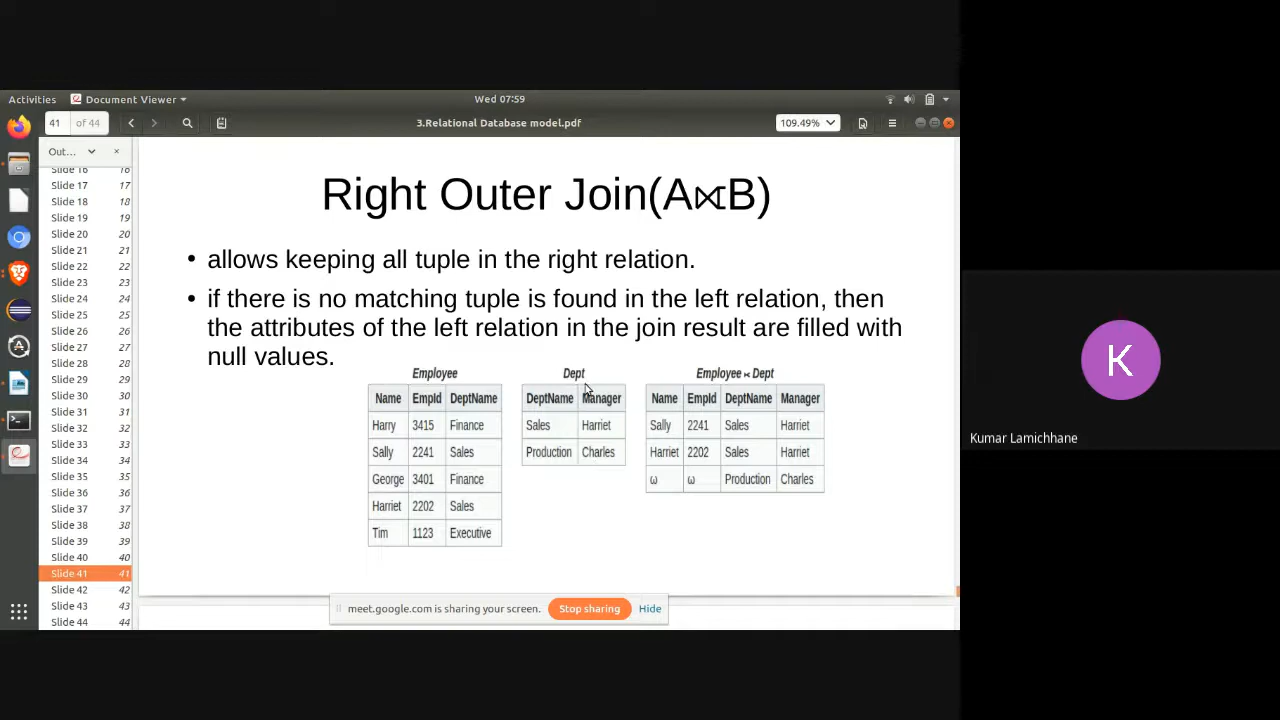 Activities Document Viewer Wed 07:59
41 of 44 3.Relational Database model.pdf 109.49%
Out...
Slide 16 16
Slide 17 17
Slide 18 18
Slide 19 19
Slide 20 20
Slide 21 21
Slide 22 22
Slide 23 23
Slide 24 24
Slide 25 25
Slide 26 26
Slide 27 27
Slide 28 28
Slide 29 29
Slide 30 30
Slide 31 31
Slide 32 32
Slide 33 33
Slide 34 34
Slide 35 35
Slide 36 36
Slide 37 37
Slide 38 38
Slide 39 39
Slide 40 40
Slide 41 41
Slide 42 42
Slide 43 43
Slide 44 44
Right Outer Join(A⋉B)
• allows keeping all tuple in the right relation.
• if there is no matching tuple is found in the left relation, then
the attributes of the left relation in the join result are filled with
null values.
Employee
Name EmpId DeptName
Harry 3415 Finance
Sally 2241 Sales
George 3401 Finance
Harriet 2202 Sales
Tim 1123 Executive
Dept
DeptName Manager
Sales Harriet
Production Charles
Employee ⋉ Dept
Name EmpId DeptName Manager
Sally 2241 Sales Harriet
Harriet 2202 Sales Harriet
ω ω Production Charles
meet.google.com is sharing your screen. Stop sharing Hide
K
Kumar Lamichhane